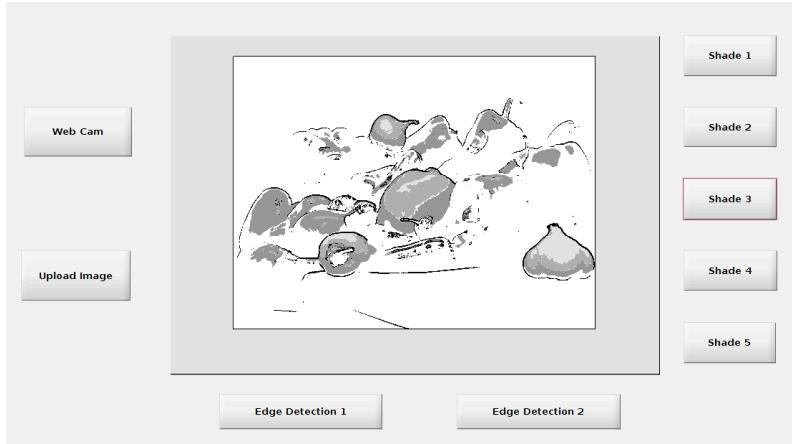 Web Cam
Upload Image
Shade 1
Shade 2
Shade 3
Shade 4
Shade 5
Edge Detection 1
Edge Detection 2